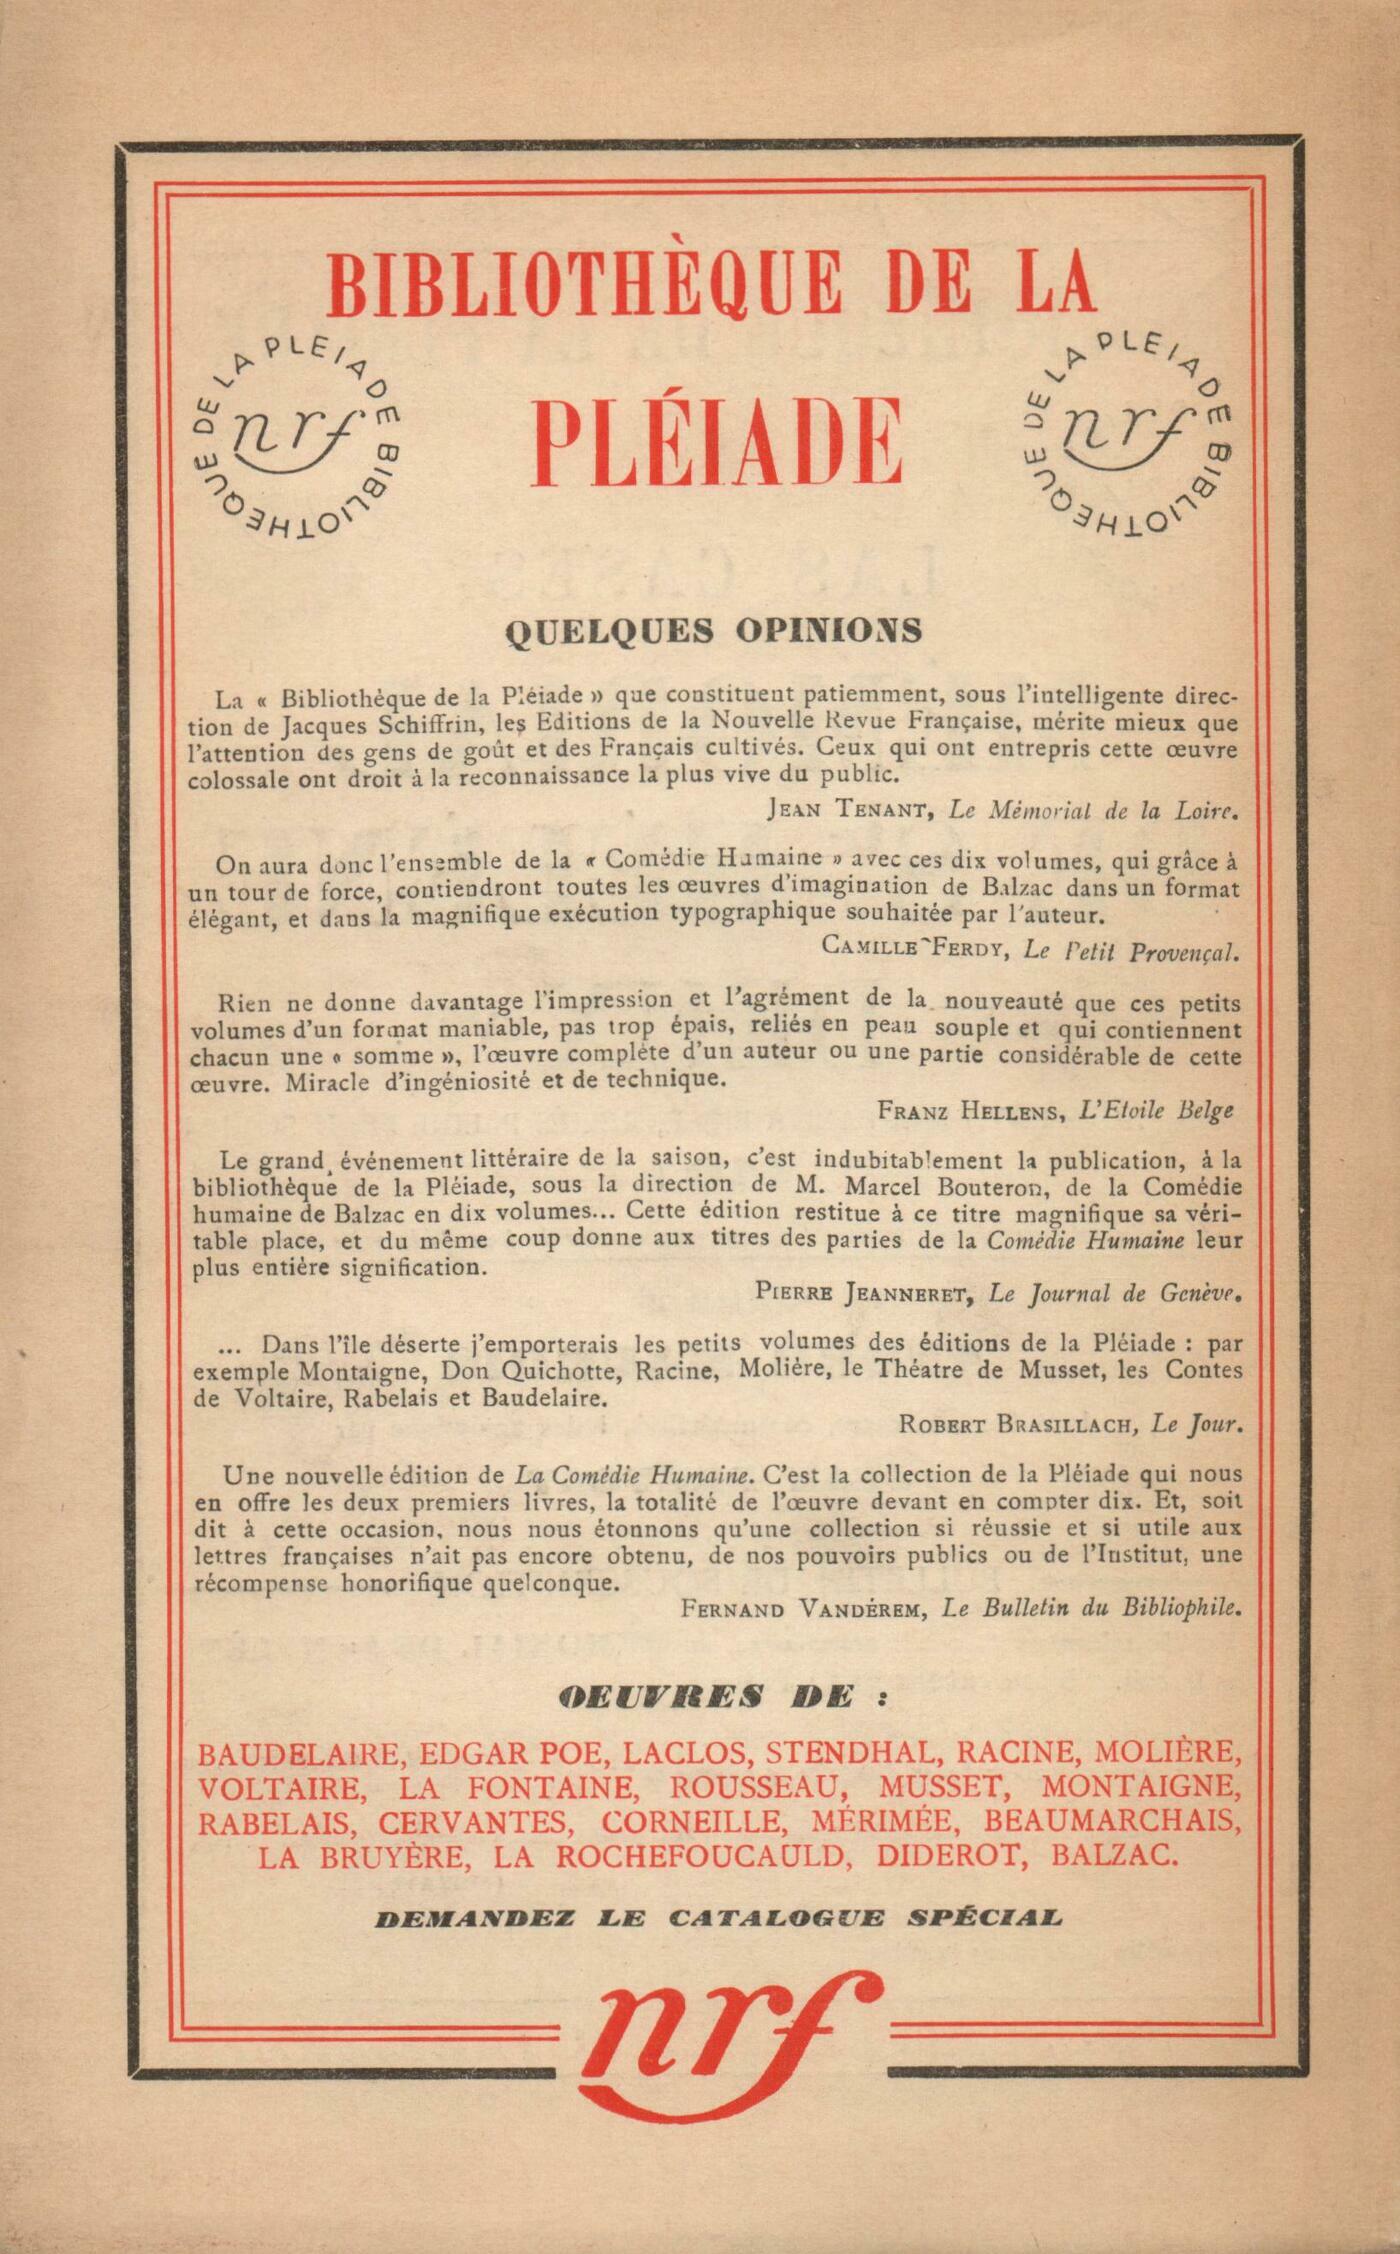 BIBLIOTHÈQUE DE LA
PLÉIADE
BIBLIOTHEQUE DE LA PLEIADE
nrf
BIBLIOTHEQUE DE LA PLEIADE
nrf
QUELQUES OPINIONS
La « Bibliothèque de la Pléiade » que constituent patiemment, sous l'intelligente direc-
tion de Jacques Schiffrin, les Editions de la Nouvelle Revue Française, mérite mieux que
l'attention des gens de goût et des Français cultivés. Ceux qui ont entrepris cette œuvre
colossale ont droit à la reconnaissance la plus vive du public.
JEAN TENANT, Le Mémorial de la Loire.
On aura donc l'ensemble de la « Comédie Humaine » avec ces dix volumes, qui grâce à
un tour de force, contiendront toutes les œuvres d'imagination de Balzac dans un format
élégant, et dans la magnifique exécution typographique souhaitée par l'auteur.
CAMILLE FERDY, Le Petit Provençal.
Rien ne donne davantage l'impression et l'agrément de la nouveauté que ces petits
volumes d'un format maniable, pas trop épais, reliés en peau souple et qui contiennent
chacun une « somme », l'œuvre complète d'un auteur ou une partie considérable de cette
œuvre. Miracle d'ingéniosité et de technique.
FRANZ HELLENS, L'Etoile Belge
Le grand événement littéraire de la saison, c'est indubitablement la publication, à la
bibliothèque de la Pléiade, sous la direction de M. Marcel Bouteron, de la Comédie
humaine de Balzac en dix volumes... Cette édition restitue à ce titre magnifique sa véri-
table place, et du même coup donne aux titres des parties de la Comédie Humaine leur
plus entière signification.
PIERRE JEANNERET, Le Journal de Genève.
... Dans l'île déserte j'emporterais les petits volumes des éditions de la Pléiade : par
exemple Montaigne, Don Quichotte, Racine, Molière, le Théatre de Musset, les Contes
de Voltaire, Rabelais et Baudelaire.
ROBERT BRASILLACH, Le Jour.
Une nouvelle édition de La Comédie Humaine. C'est la collection de la Pléiade qui nous
en offre les deux premiers livres, la totalité de l'œuvre devant en compter dix. Et, soit
dit à cette occasion, nous nous étonnons qu'une collection si réussie et si utile aux
lettres françaises n'ait pas encore obtenu, de nos pouvoirs publics ou de l'Institut, une
récompense honorifique quelconque.
FERNAND VANDÉREM, Le Bulletin du Bibliophile.
OEUVRES DE :
BAUDELAIRE, EDGAR POE, LACLOS, STENDHAL, RACINE, MOLIÈRE,
VOLTAIRE, LA FONTAINE, ROUSSEAU, MUSSET, MONTAIGNE,
RABELAIS, CERVANTES, CORNEILLE, MÉRIMÉE, BEAUMARCHAIS,
LA BRUYÈRE, LA ROCHEFOUCAULD, DIDEROT, BALZAC.
DEMANDEZ LE CATALOGUE SPÉCIAL
nrf